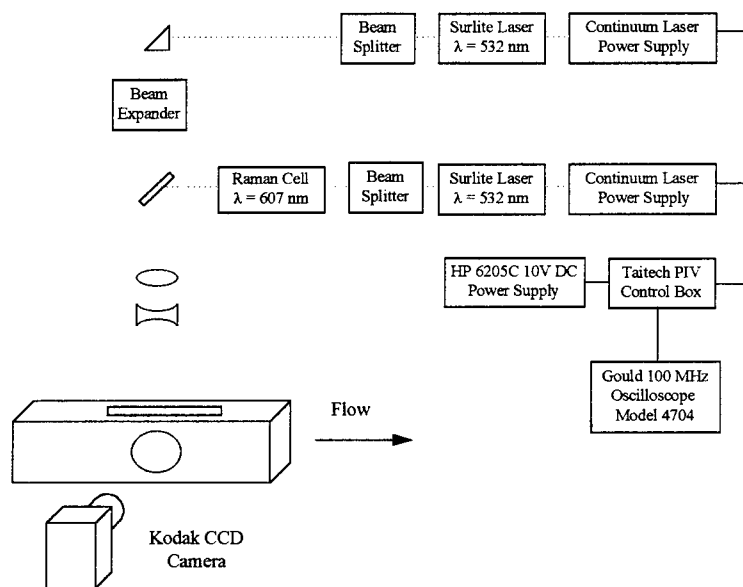 Beam
Splitter
Surlite Laser
λ = 532 nm
Continuum Laser
Power Supply
Beam
Expander
Raman Cell
λ = 607 nm
Beam
Splitter
Surlite Laser
λ = 532 nm
Continuum Laser
Power Supply
HP 6205C 10V DC
Power Supply
Taitech PIV
Control Box
Gould 100 MHz
Oscilloscope
Model 4704
Flow
Kodak CCD
Camera